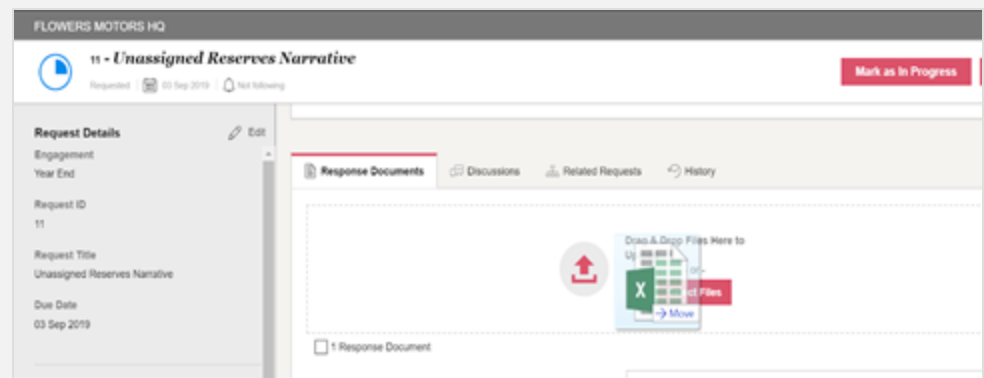 FLOWERS MOTORS HQ
11 - Unassigned Reserves Narrative
Requested 03 Sep 2019 Not following
Mark as In Progress
Request Details Edit
Engagement
Year End
Request ID
11
Request Title
Unassigned Reserves Narrative
Due Date
03 Sep 2019
Response Documents Discussions Related Requests History
Drag & Drop Files Here to
or -
Files
X
Move
1 Response Document